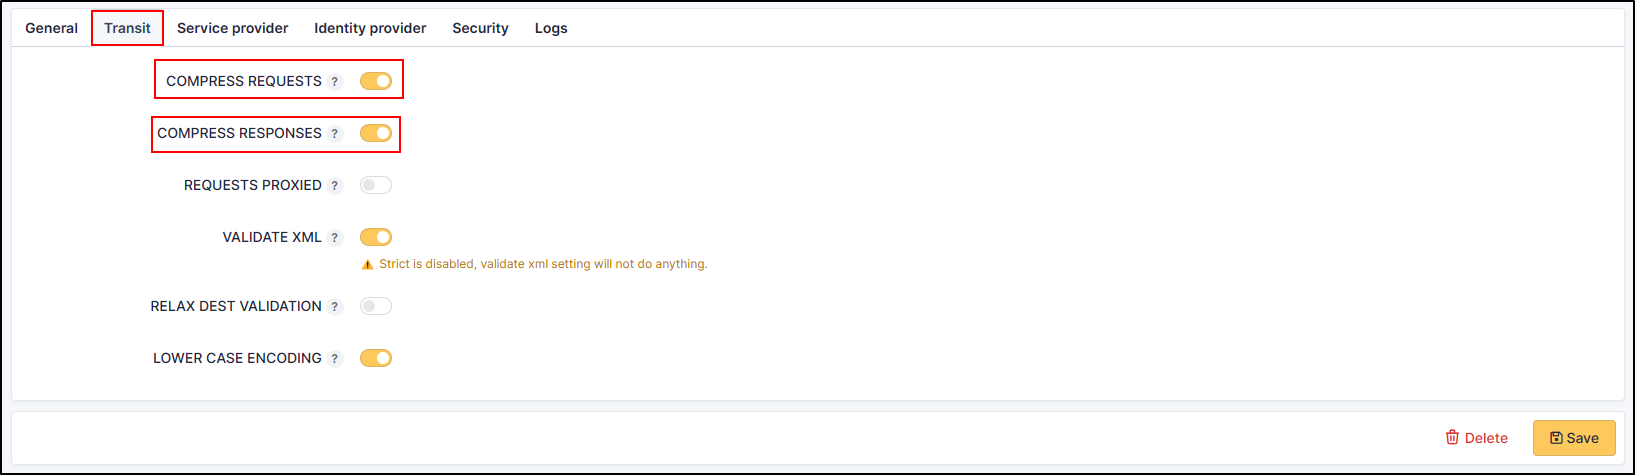 General Transit Service provider Identity provider Security Logs
COMPRESS REQUESTS ?
COMPRESS RESPONSES ?
REQUESTS PROXIED ?
VALIDATE XML ?
Strict is disabled, validate xml setting will not do anything.
RELAX DEST VALIDATION ?
LOWER CASE ENCODING ?
Delete Save